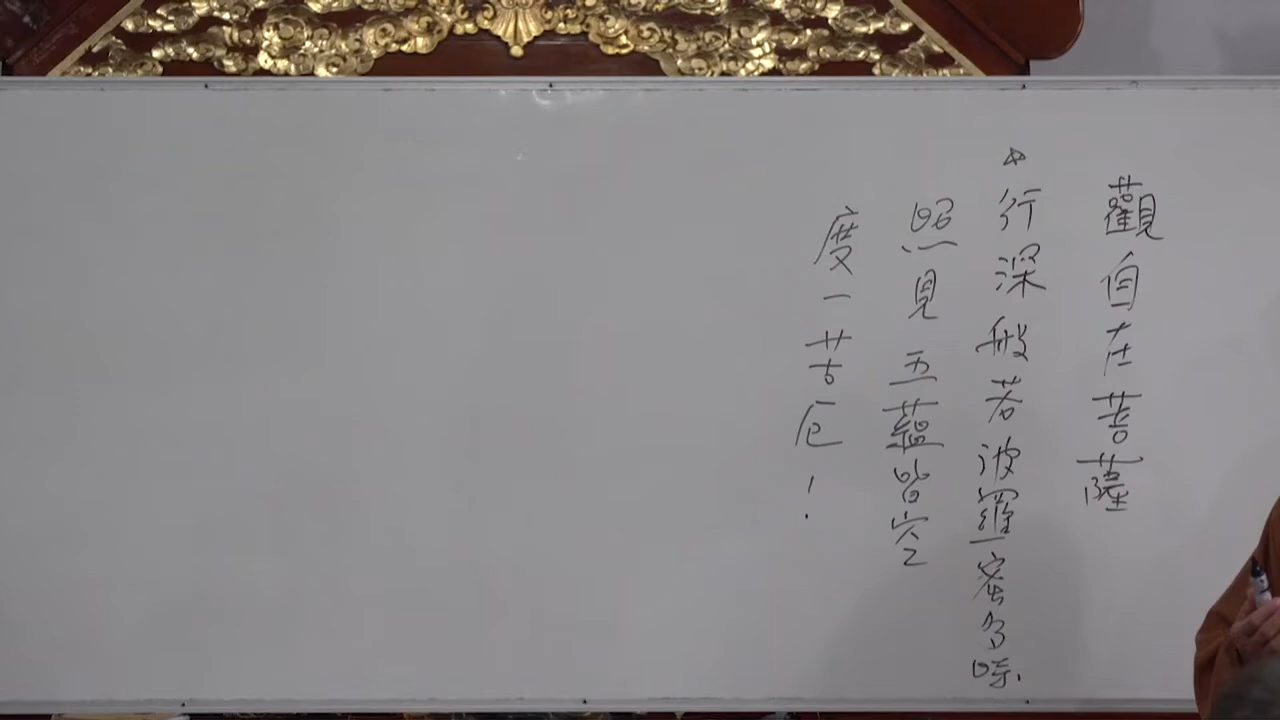 觀自在菩薩
☆行深般若波羅蜜多時.
照見五蘊皆空
度一苦厄!